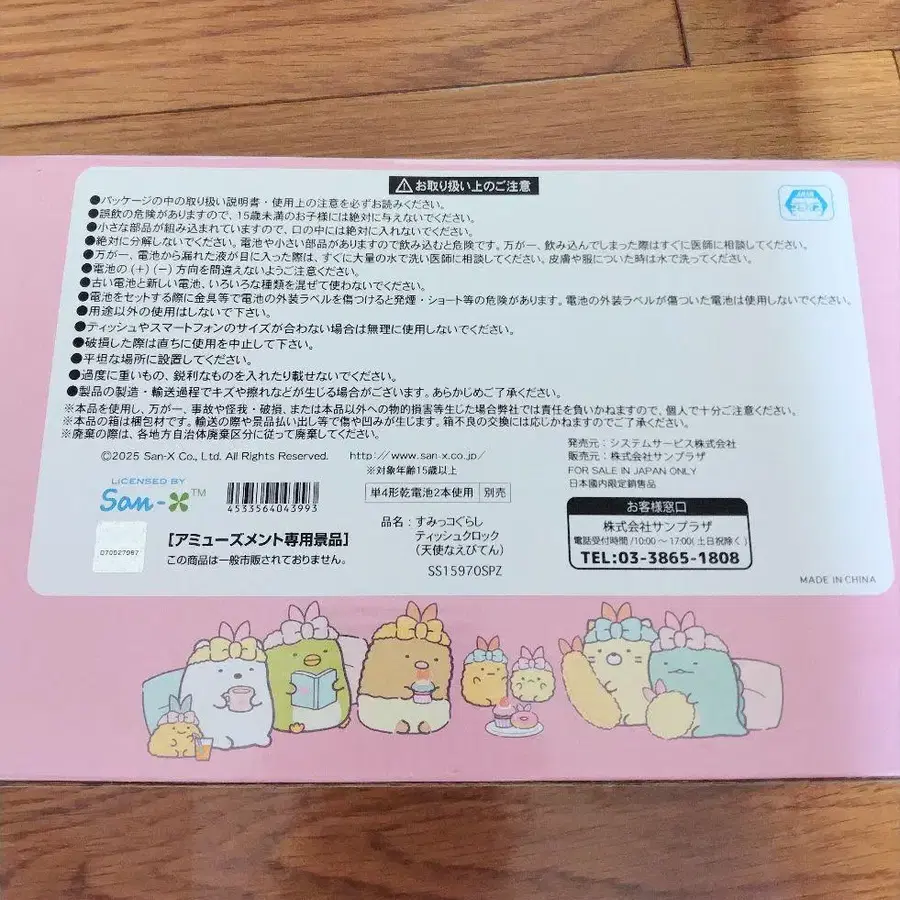 ⚠お取り扱い上のご注意
●パッケージの中の取り扱い説明書・使用上の注意を必ずお読みください。
●誤飲の危険がありますので、15歳未満のお子様には絶対に与えないでください。
●小さな部品が組み込まれていますので、口の中には絶対に入れないでください。
●絶対に分解しないでください。電池や小さい部品がありますので飲み込むと危険です。万が一、飲み込んでしまった際はすぐに医師に相談してください。
●万が一、電池から漏れた液が目に入った際は、すぐに大量の水で洗い医師に相談してください。皮膚や服についた時は水で洗ってください。
●電池の(+)(−)方向を間違えないようご注意ください。
●古い電池と新しい電池、いろいろな種類を混ぜて使わないでください。
●電池をセットする際に金具等で電池の外装ラベルを傷つけると発煙・ショート等の危険があります。電池の外装ラベルが傷ついた電池は使用しないでください。
●用途以外の使用はしないで下さい。
●ティッシュやスマートフォンのサイズが合わない場合は無理に使用しないでください。
●破損した際は直ちに使用を中止して下さい。
●平坦な場所に設置してください。
●過度に重いもの、鋭利なものを入れたり載せないでください。
●製品の製造・輸送過程でキズや擦れなどが生じる場合がございます。あらかじめご了承ください。
※本品を使用し、万が一、事故や怪我・破損、または本品以外への物的損害等生じた場合弊社では責任を負いかねますので、個人で十分ご注意ください。
※本品の箱は梱包材です。輸送の際や景品払い出し等で傷や凹みが生じます。箱不良の交換には応じかねますのでご了承ください。
※廃棄の際は、各地方自治体廃棄区分に従って廃棄してください。
©2025 San-X Co., Ltd. All Rights Reserved. http://www.san-x.co.jp/
※対象年齢15歳以上
発売元：システムサービス株式会社
販売元：株式会社サンプラザ
FOR SALE IN JAPAN ONLY
日本國内限定銷售品
LICENSED BY
San-X™
4533564043993
単4形乾電池2本使用 別売
070527987
【アミューズメント専用景品】
この商品は一般市販されておりません。
品名：すみっコぐらし
ティッシュクロック
(天使なえびてん)
SS15970SPZ
お客様窓口
株式会社サンプラザ
電話受付時間/10:00〜17:00(土日祝除く)
TEL:03-3865-1808
MADE IN CHINA